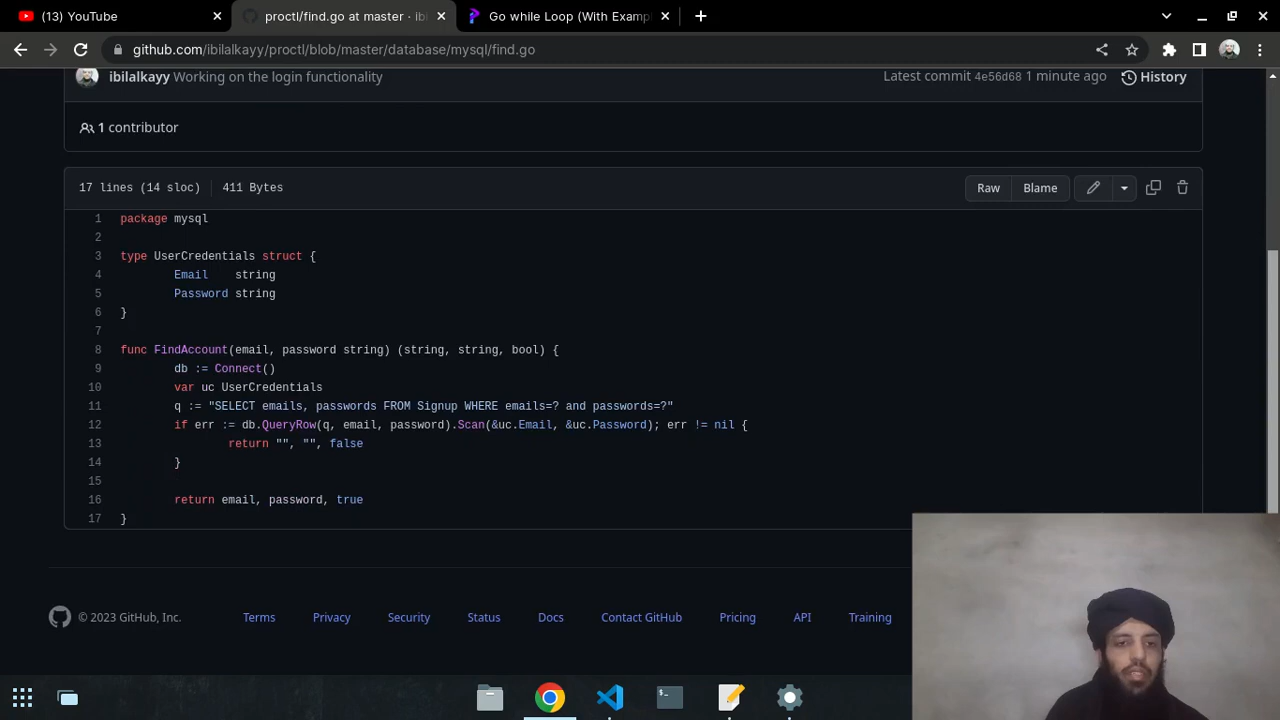 (13) YouTube
proctl/find.go at master · ibi
Go while Loop (With Examp
github.com/ibilalkayy/proctl/blob/master/database/mysql/find.go
ibilalkayy Working on the login functionality
Latest commit 4e56d68 1 minute ago History
1 contributor
17 lines (14 sloc) 411 Bytes
Raw Blame
1 package mysql
2
3 type UserCredentials struct {
4 Email string
5 Password string
6 }
7
8 func FindAccount(email, password string) (string, string, bool) {
9 db := Connect()
10 var uc UserCredentials
11 q := "SELECT emails, passwords FROM Signup WHERE emails=? and passwords=?"
12 if err := db.QueryRow(q, email, password).Scan(&uc.Email, &uc.Password); err != nil {
13 return "", "", false
14 }
15
16 return email, password, true
17 }
© 2023 GitHub, Inc. Terms Privacy Security Status Docs Contact GitHub Pricing API Training